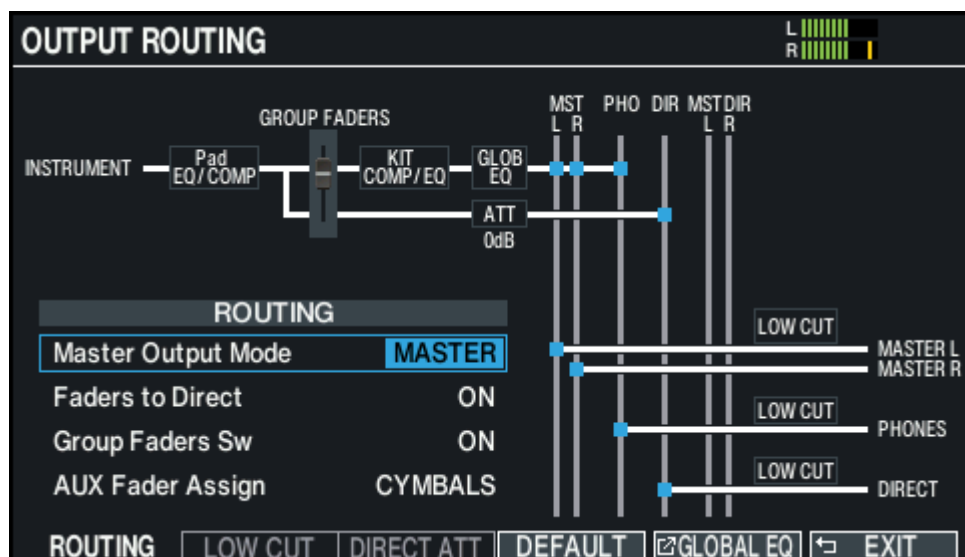 OUTPUT ROUTING
L
R
GROUP FADERS
MST PHO DIR MST DIR
L R L R
INSTRUMENT
Pad
EQ/COMP
KIT
COMP/EQ
GLOB
EQ
ATT
0dB
ROUTING
Master Output Mode MASTER
Faders to Direct ON
Group Faders Sw ON
AUX Fader Assign CYMBALS
LOW CUT
MASTER L
MASTER R
LOW CUT
PHONES
LOW CUT
DIRECT
ROUTING LOW CUT DIRECT ATT DEFAULT GLOBAL EQ EXIT